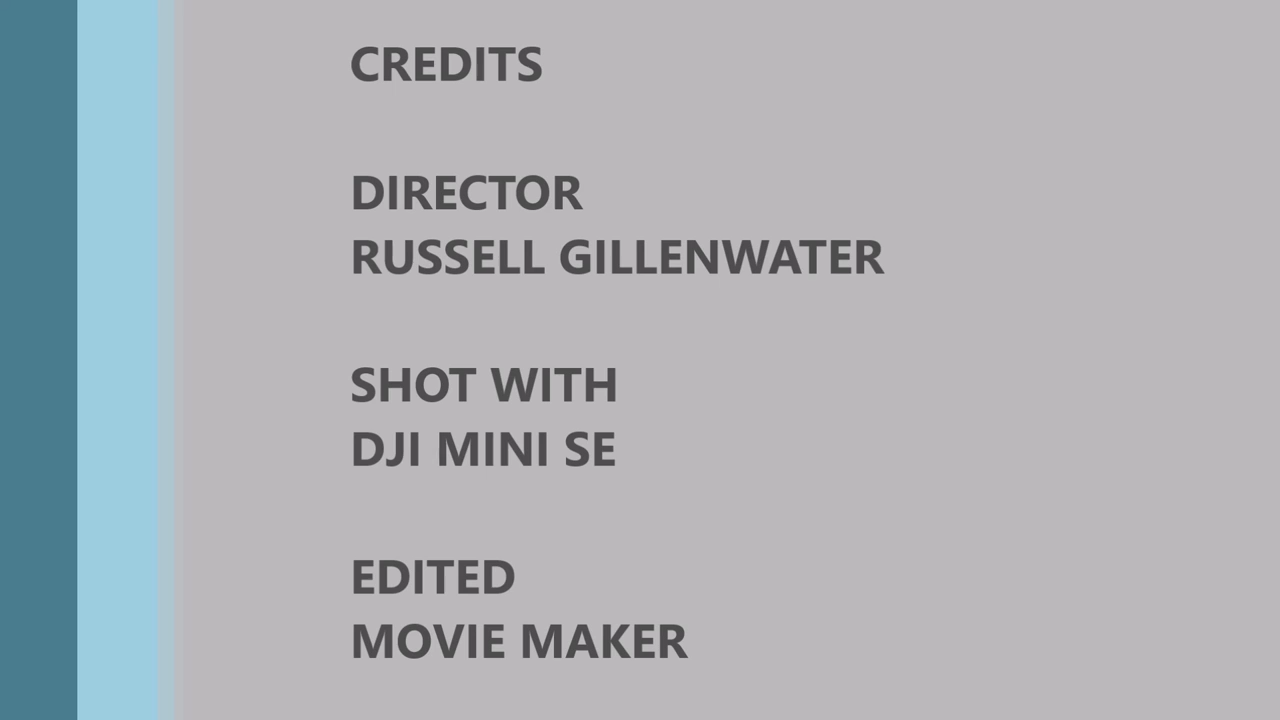 CREDITS
DIRECTOR
RUSSELL GILLENWATER
SHOT WITH
DJI MINI SE
EDITED
MOVIE MAKER